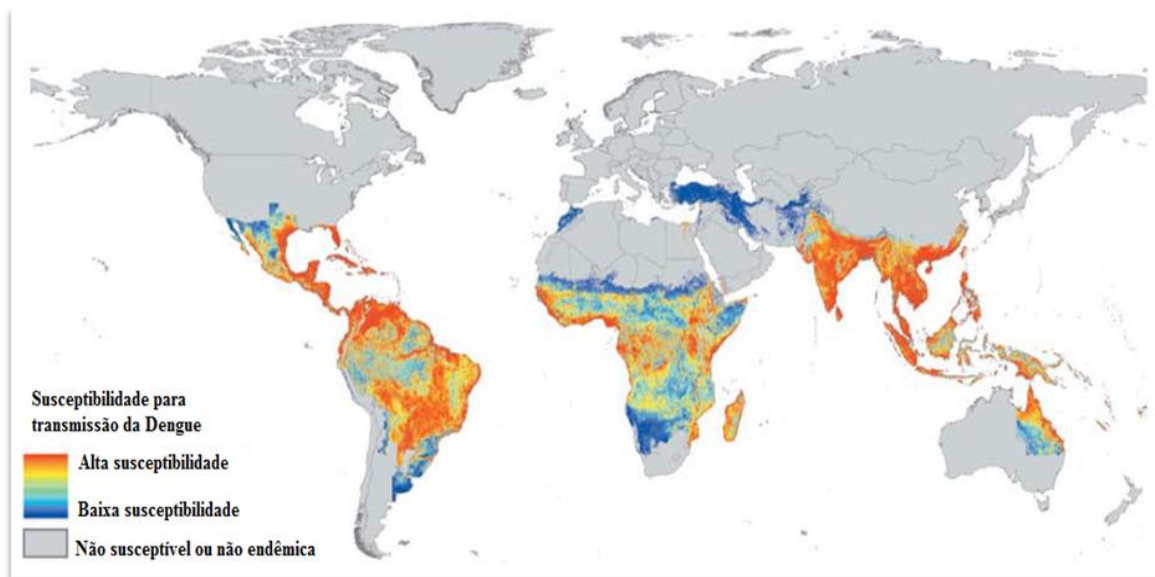 Susceptibilidade para
transmissão da Dengue
Alta susceptibilidade
Baixa susceptibilidade
Não susceptível ou não endêmica